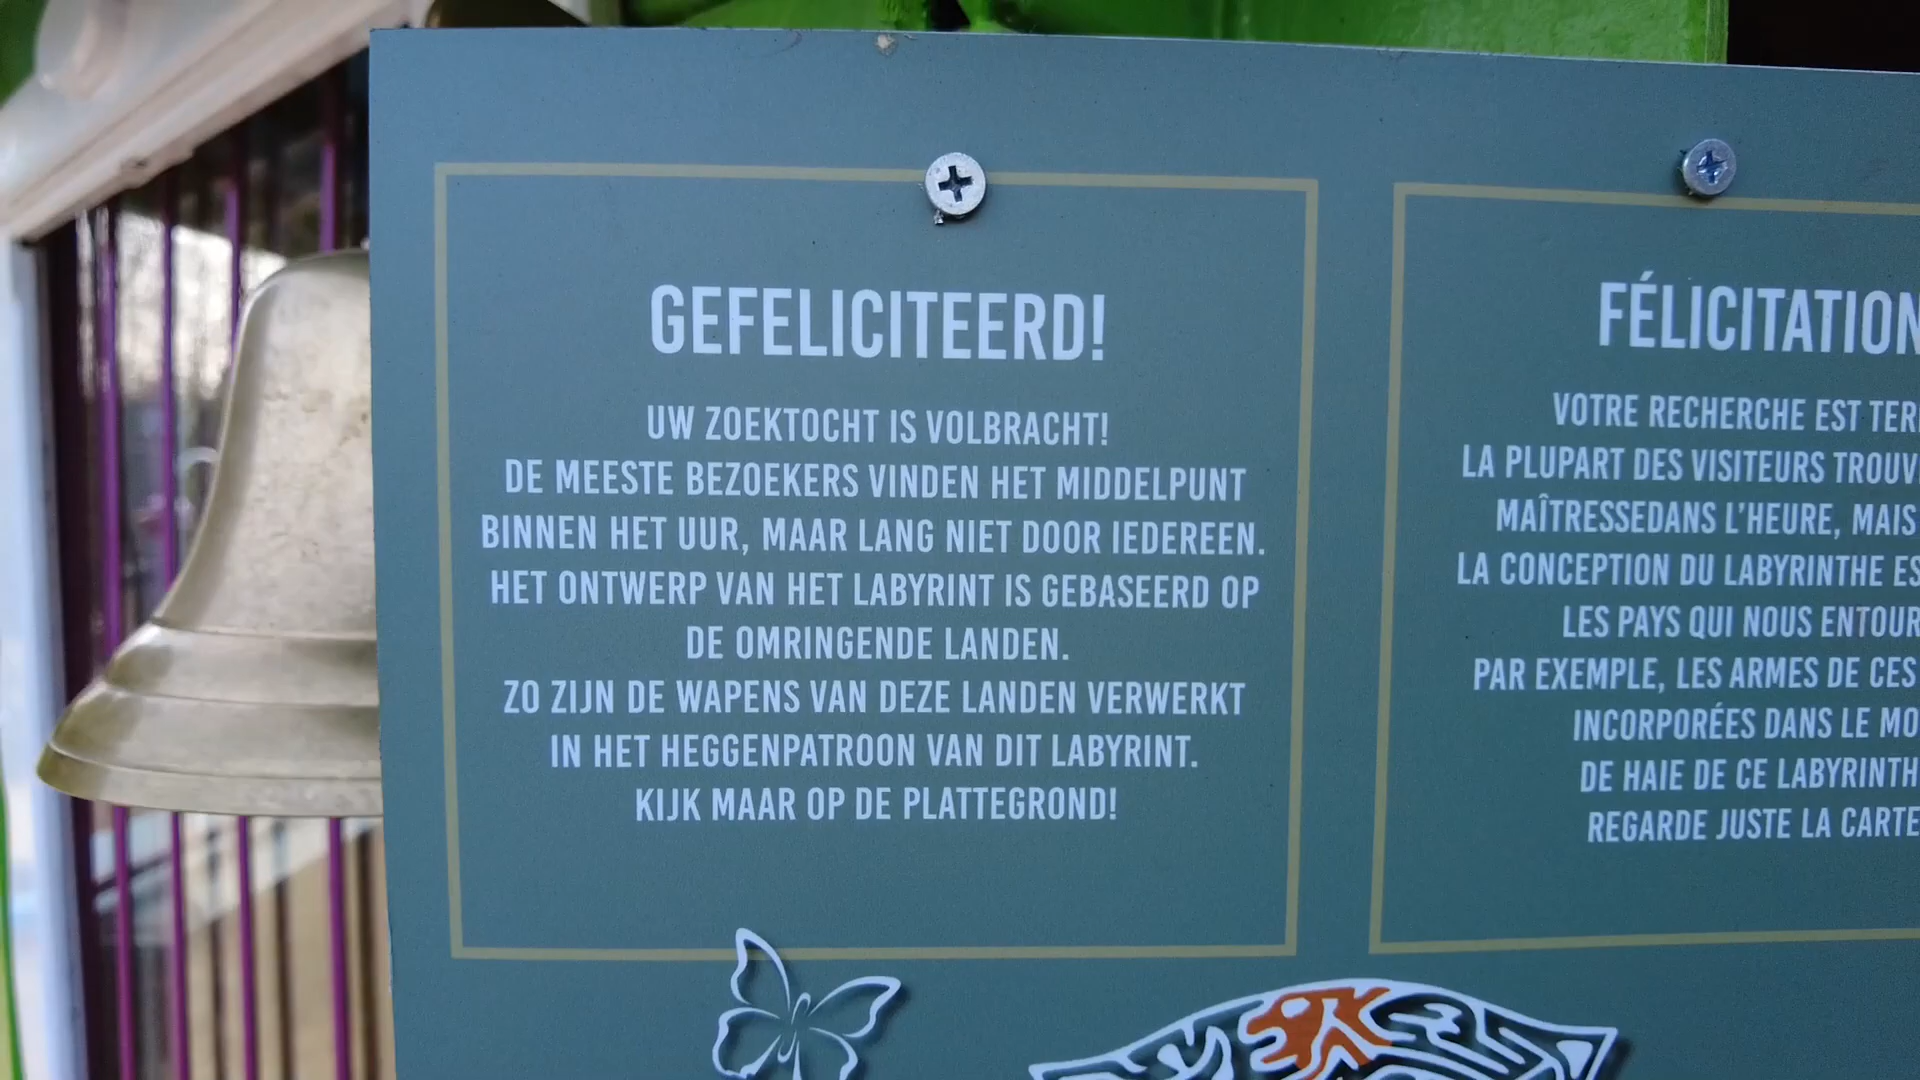 GEFELICITEERD!
UW ZOEKTOCHT IS VOLBRACHT!
DE MEESTE BEZOEKERS VINDEN HET MIDDELPUNT
BINNEN HET UUR, MAAR LANG NIET DOOR IEDEREEN.
HET ONTWERP VAN HET LABYRINT IS GEBASEERD OP
DE OMRINGENDE LANDEN.
ZO ZIJN DE WAPENS VAN DEZE LANDEN VERWERKT
IN HET HEGGENPATROON VAN DIT LABYRINT.
KIJK MAAR OP DE PLATTEGROND!
FÉLICITATION
VOTRE RECHERCHE EST
LA PLUPART DES VISITEURS
MAÎTRESSEDANS L'HEURE, MAIS
LA CONCEPTION DU LABYRINTHE
LES PAYS QUI NOUS
PAR EXEMPLE, LES ARMES DE CES
INCORPORÉES DANS LE
DE HAIE DE CE LABYRINTH
REGARDE JUSTE LA CARTE